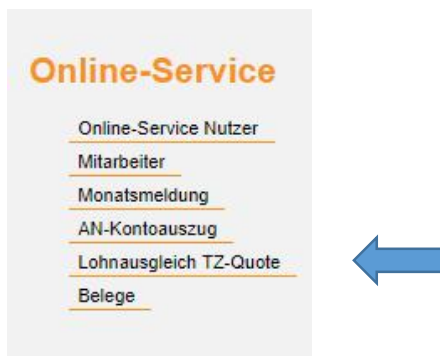 Online-Service
Online-Service Nutzer
Mitarbeiter
Monatsmeldung
AN-Kontoauszug
Lohnausgleich TZ-Quote
Belege